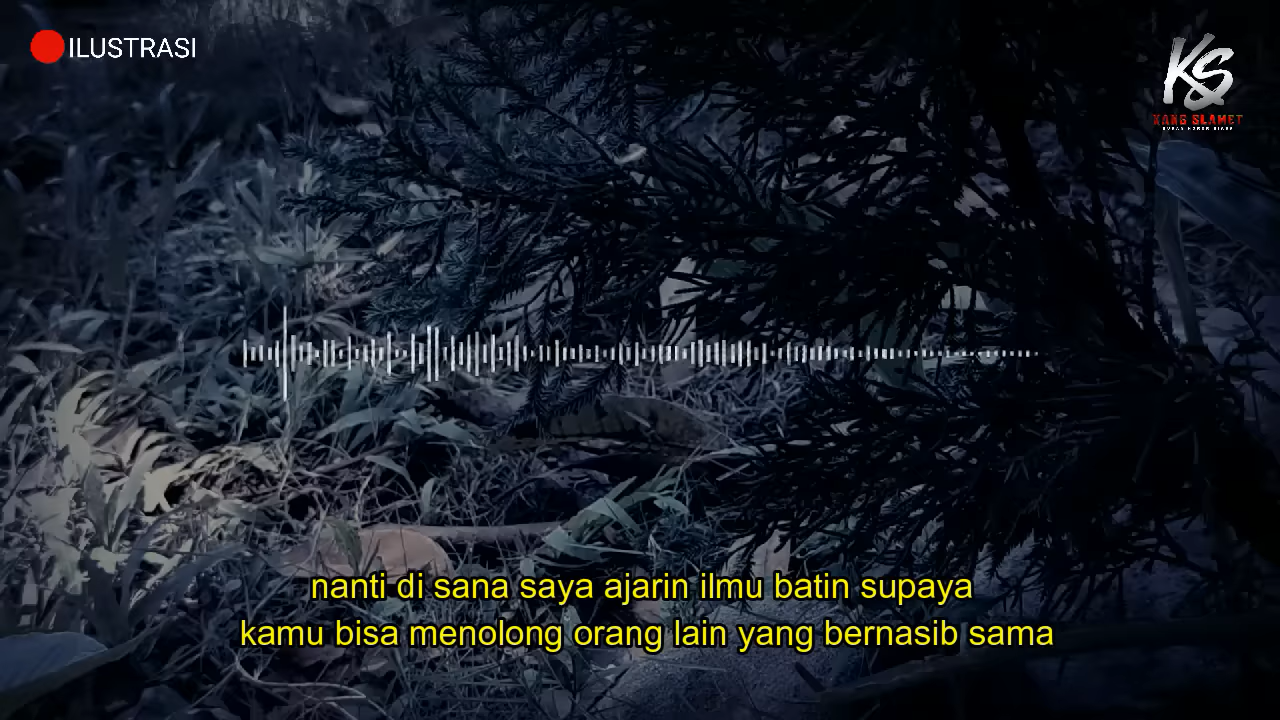 ILUSTRASI
KS
KANG SLAMET
nanti di sana saya ajarin ilmu batin supaya
kamu bisa menolong orang lain yang bernasib sama